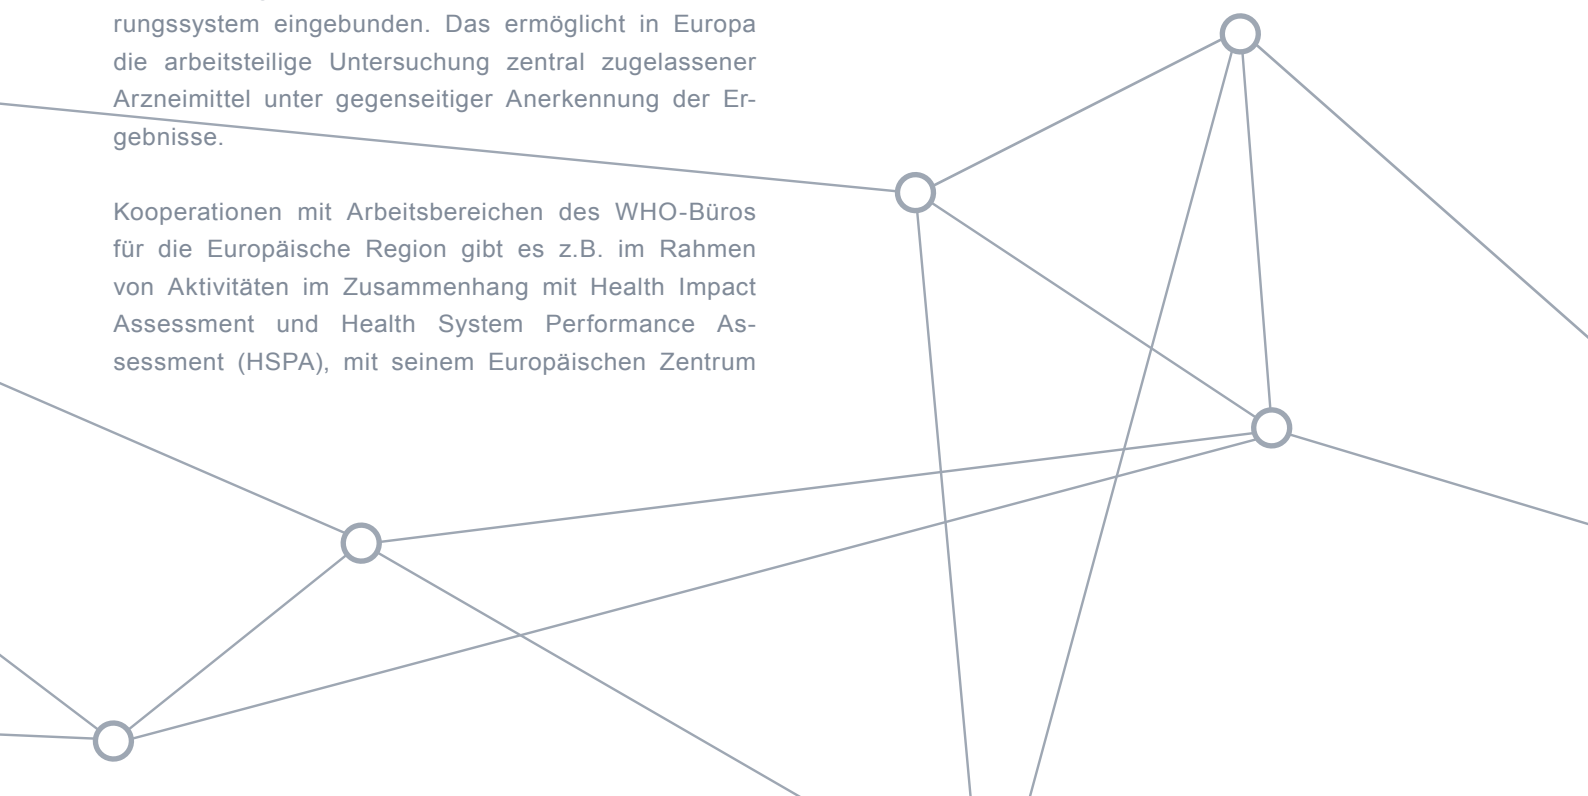 rungssystem eingebunden. Das ermöglicht in Europa
die arbeitsteilige Untersuchung zentral zugelassener
Arzneimittel unter gegenseitiger Anerkennung der Er-
gebnisse.
Kooperationen mit Arbeitsbereichen des WHO-Büros
für die Europäische Region gibt es z.B. im Rahmen
von Aktivitäten im Zusammenhang mit Health Impact
Assessment und Health System Performance As-
sessment (HSPA), mit seinem Europäischen Zentrum